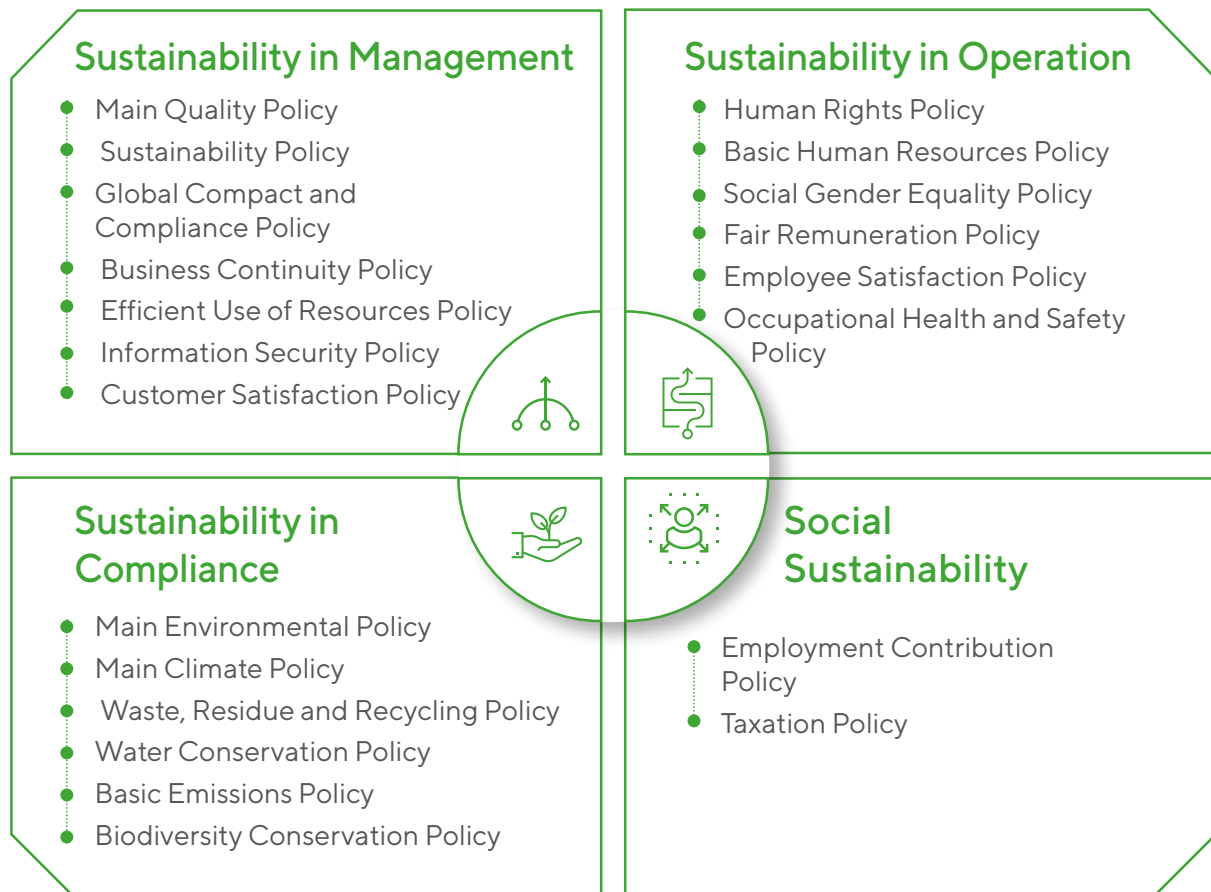 Sustainability in Management
Main Quality Policy
Sustainability Policy
Global Compact and
Compliance Policy
Business Continuity Policy
Efficient Use of Resources Policy
Information Security Policy
Customer Satisfaction Policy
Sustainability in Operation
Human Rights Policy
Basic Human Resources Policy
Social Gender Equality Policy
Fair Remuneration Policy
Employee Satisfaction Policy
Occupational Health and Safety
Policy
Sustainability in
Compliance
Main Environmental Policy
Main Climate Policy
Waste, Residue and Recycling Policy
Water Conservation Policy
Basic Emissions Policy
Biodiversity Conservation Policy
Social
Sustainability
Employment Contribution
Policy
Taxation Policy